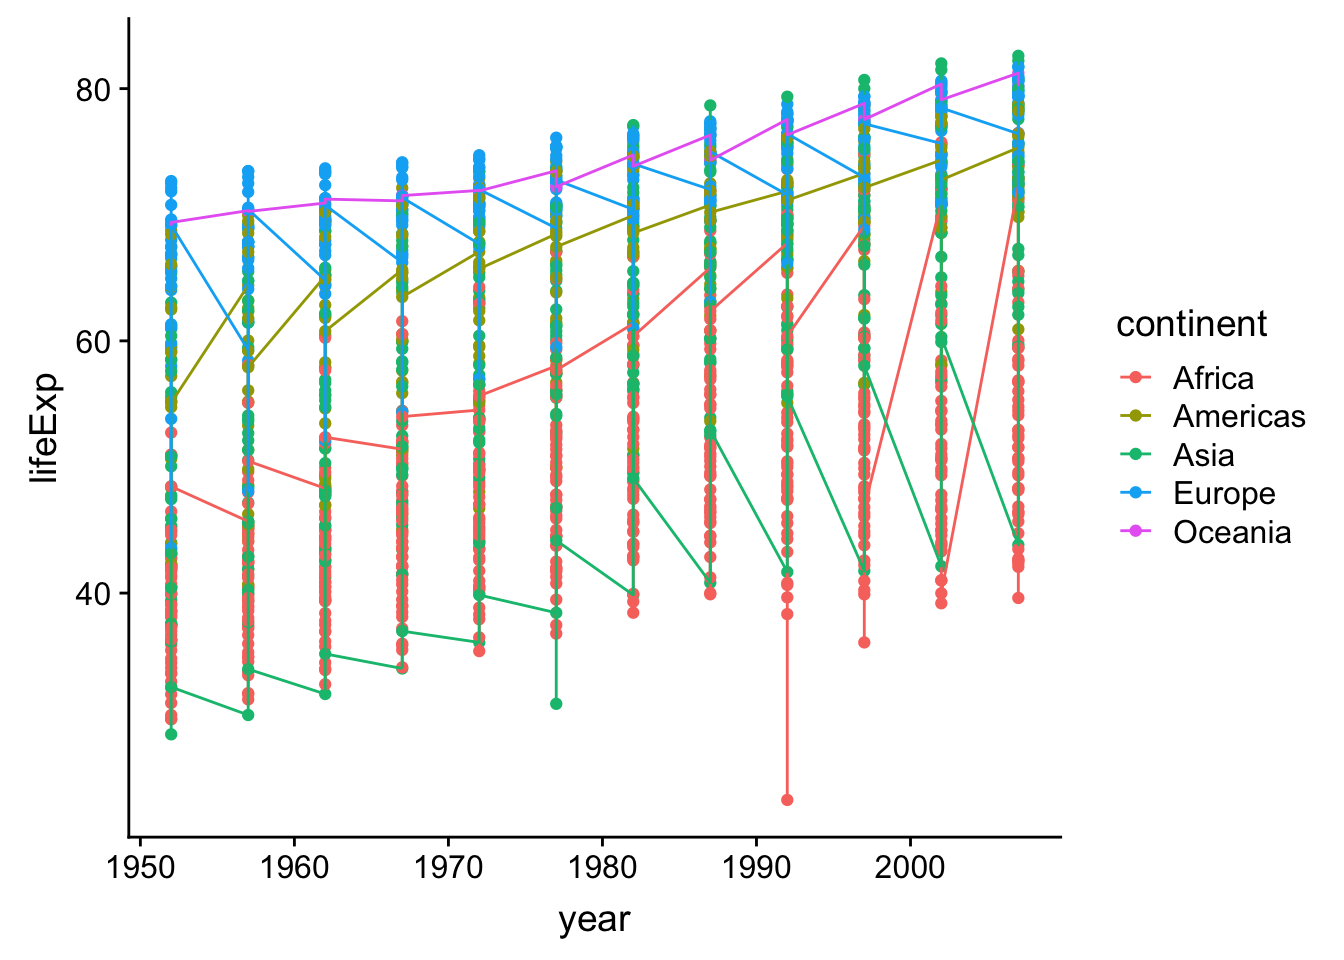 80
60
40
lifeExp
1950 1960 1970 1980 1990 2000
year
continent
Africa
Americas
Asia
Europe
Oceania